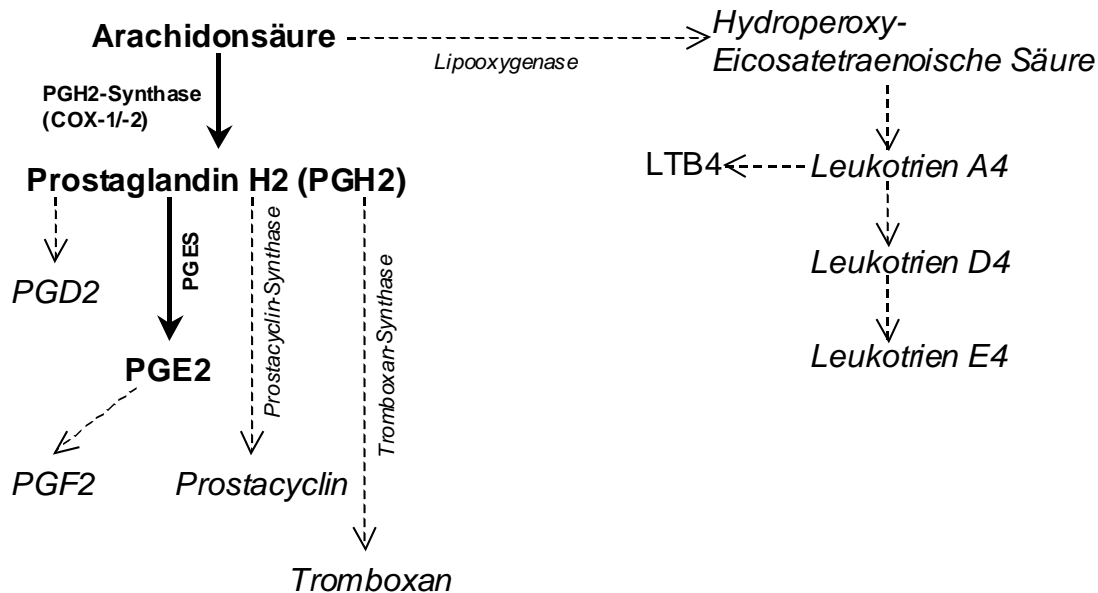 Arachidonsäure
Lipooxygenase
Hydroperoxy-
Eicosatetraenoische Säure
PGH2-Synthase
(COX-1/-2)
Prostaglandin H2 (PGH2)
LTB4
Leukotrien A4
PGES
Prostacyclin-Synthase
Tromboxan-Synthase
PGD2
Leukotrien D4
PGE2
Leukotrien E4
PGF2
Prostacyclin
Tromboxan